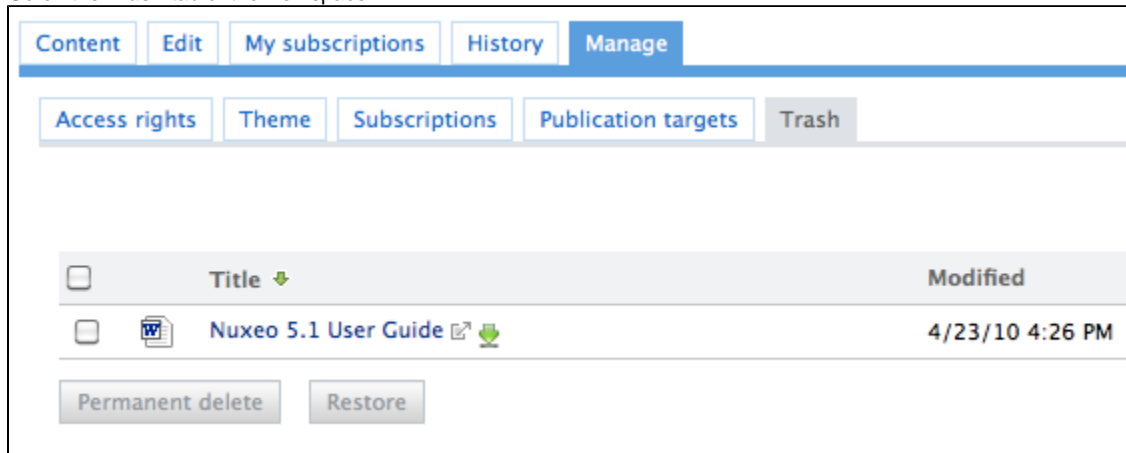 Content Edit My subscriptions History Manage
Access rights Theme Subscriptions Publication targets Trash
Title Modified
Nuxeo 5.1 User Guide 4/23/10 4:26 PM
Permanent delete Restore